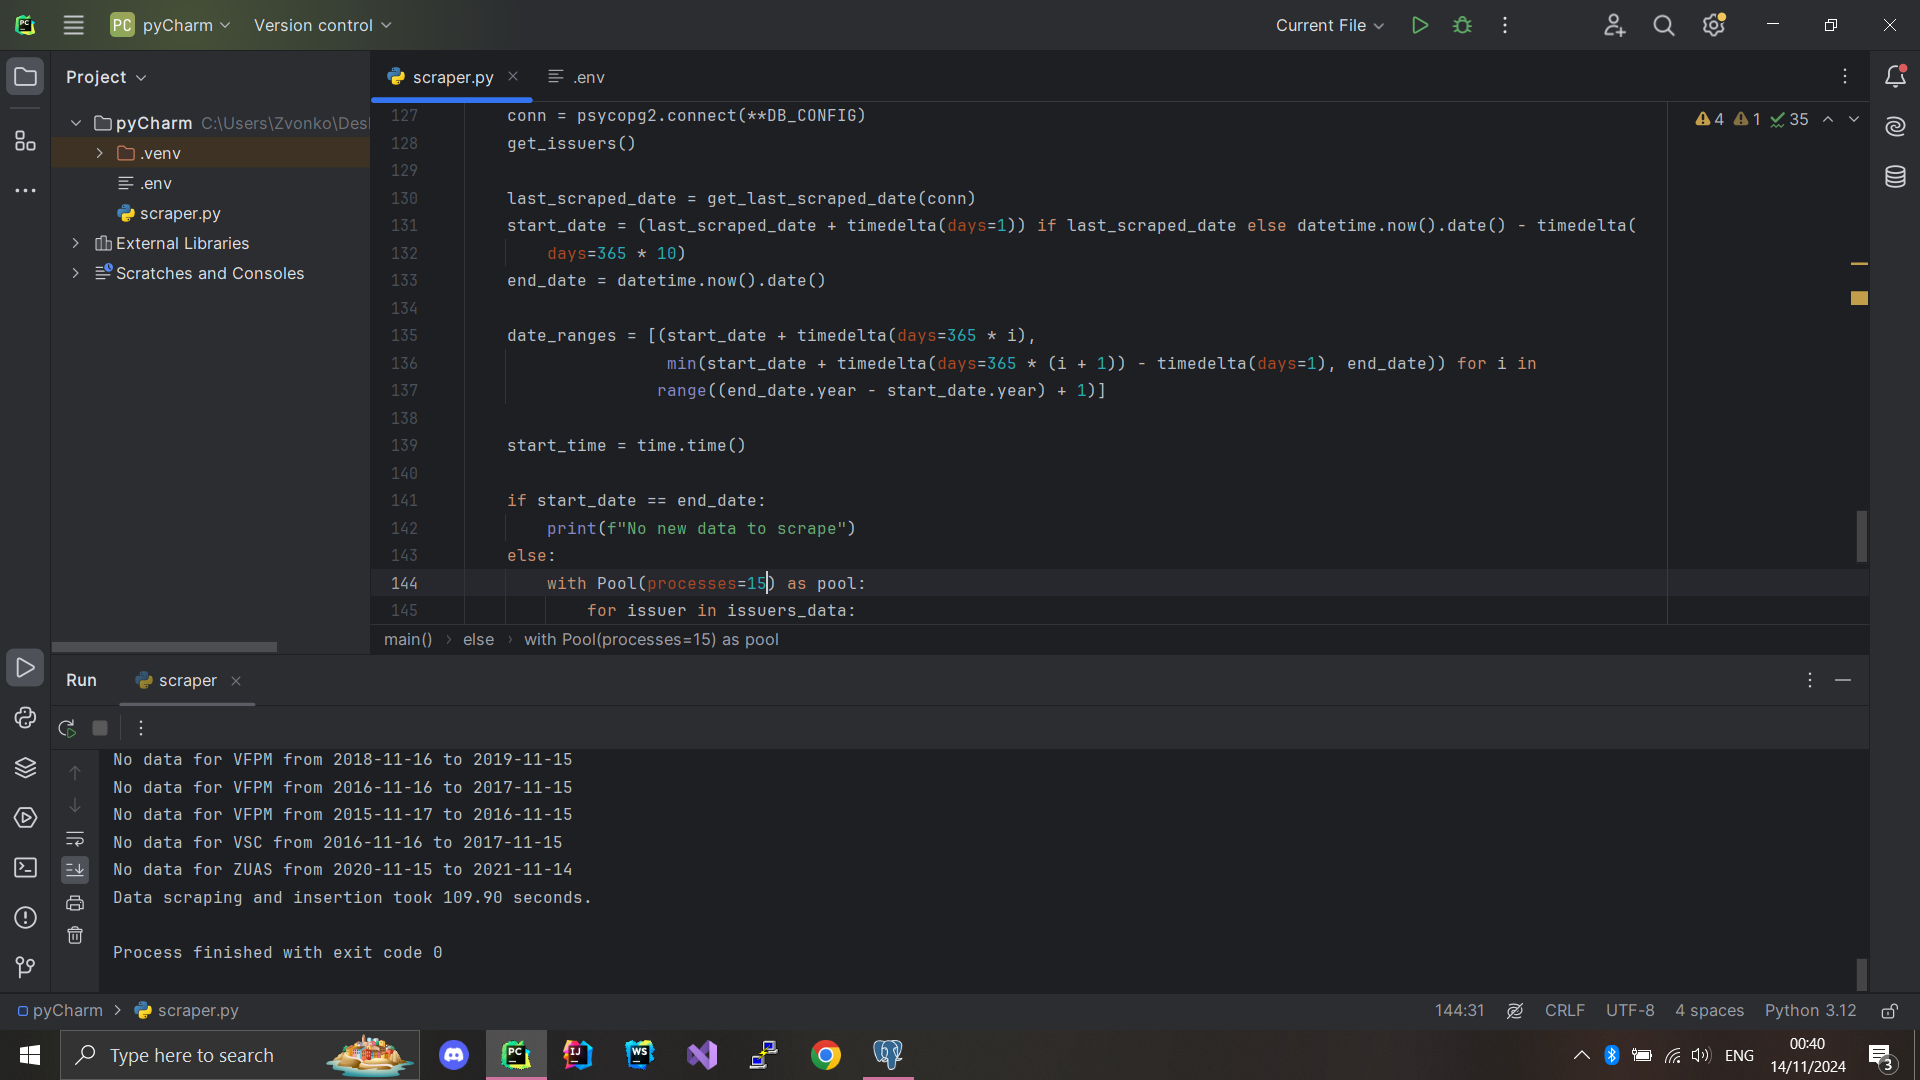 PC pyCharm Version control Current File
Project scraper.py .env
pyCharm C:\Users\Zvonko\Des
.venv
.env
scraper.py
External Libraries
Scratches and Consoles
4 1 35
127 conn = psycopg2.connect(**DB_CONFIG)
128 get_issuers()
129
130 last_scraped_date = get_last_scraped_date(conn)
131 start_date = (last_scraped_date + timedelta(days=1)) if last_scraped_date else datetime.now().date() - timedelta(
132 days=365 * 10)
133 end_date = datetime.now().date()
134
135 date_ranges = [(start_date + timedelta(days=365 * i),
136 min(start_date + timedelta(days=365 * (i + 1)) - timedelta(days=1), end_date)) for i in
137 range((end_date.year - start_date.year) + 1)]
138
139 start_time = time.time()
140
141 if start_date == end_date:
142 print(f"No new data to scrape")
143 else:
144 with Pool(processes=15) as pool:
145 for issuer in issuers_data:
main() › else › with Pool(processes=15) as pool
Run scraper
No data for VFPM from 2018-11-16 to 2019-11-15
No data for VFPM from 2016-11-16 to 2017-11-15
No data for VFPM from 2015-11-17 to 2016-11-15
No data for VSC from 2016-11-16 to 2017-11-15
No data for ZUAS from 2020-11-15 to 2021-11-14
Data scraping and insertion took 109.90 seconds.
Process finished with exit code 0
pyCharm > scraper.py 144:31 CRLF UTF-8 4 spaces Python 3.12
Type here to search
PC IJ WS
ENG
00:40
14/11/2024
3